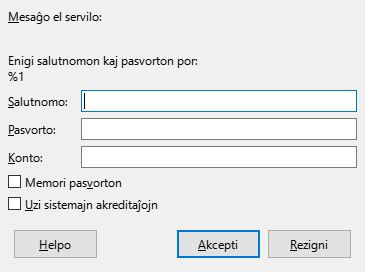 Mesaĝo el servilo:
Enigi salutnomon kaj pasvorton por:
%1
Salutnomo:
Pasvorto:
Konto:
Memori pasvorton
Uzi sistemajn akreditaĵojn
Helpo
Akcepti
Rezigni